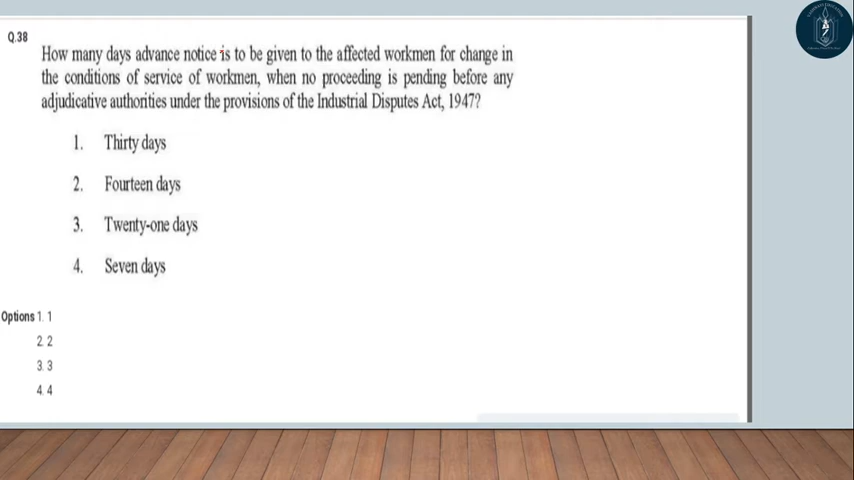 Q.38
How many days advance notice is to be given to the affected workmen for change in
the conditions of service of workmen, when no proceeding is pending before any
adjudicative authorities under the provisions of the Industrial Disputes Act, 1947?
1. Thirty days
2. Fourteen days
3. Twenty-one days
4. Seven days
Options 1. 1
2. 2
3. 3
4. 4